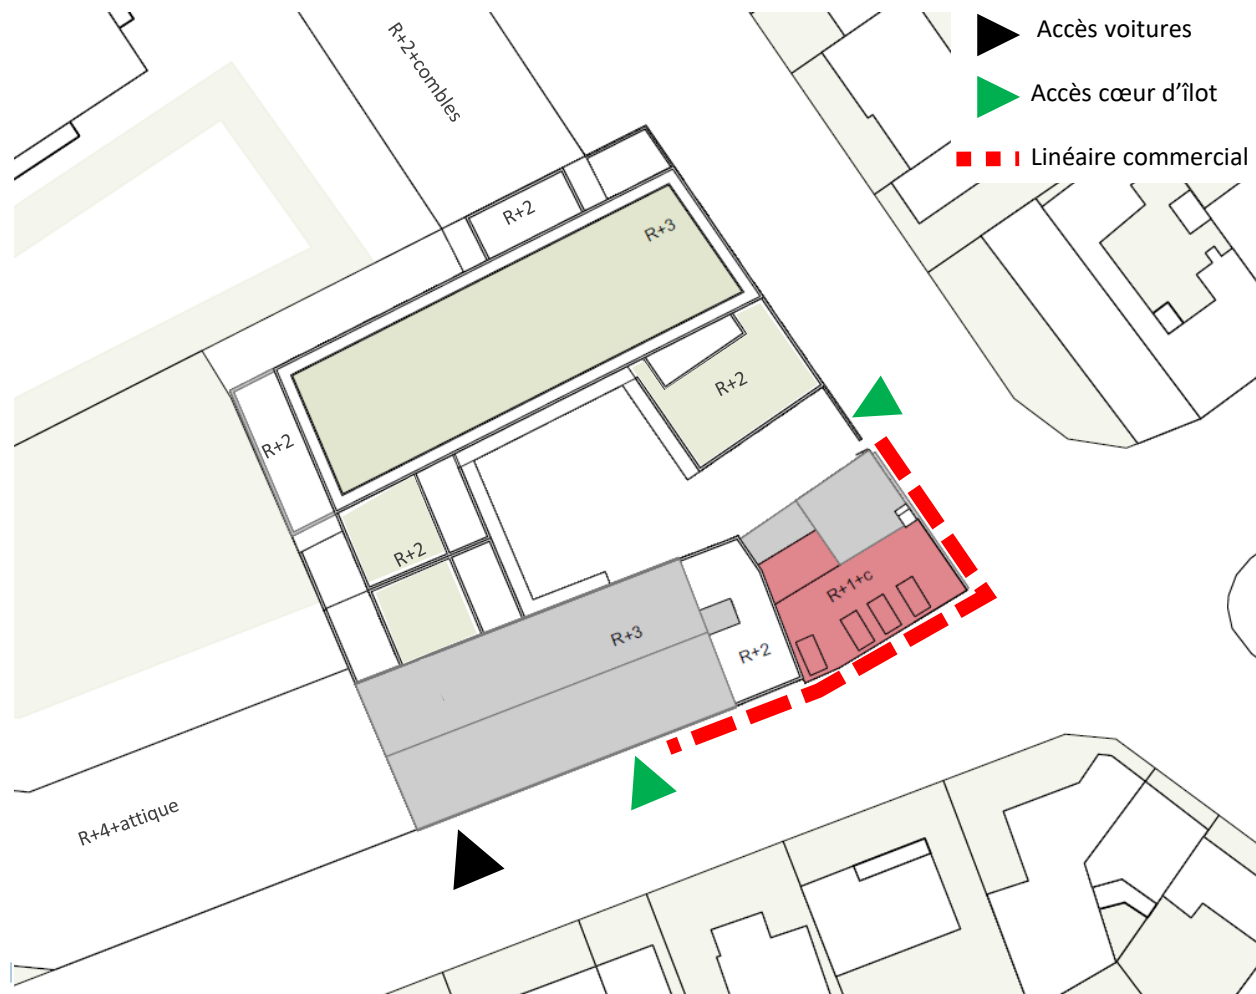 Accès voitures
Accès cœur d'îlot
Linéaire commercial
R+2+combles
R+2
R+3
R+2
R+2
R+2
R+1+c
R+3
R+2
R+4+attique